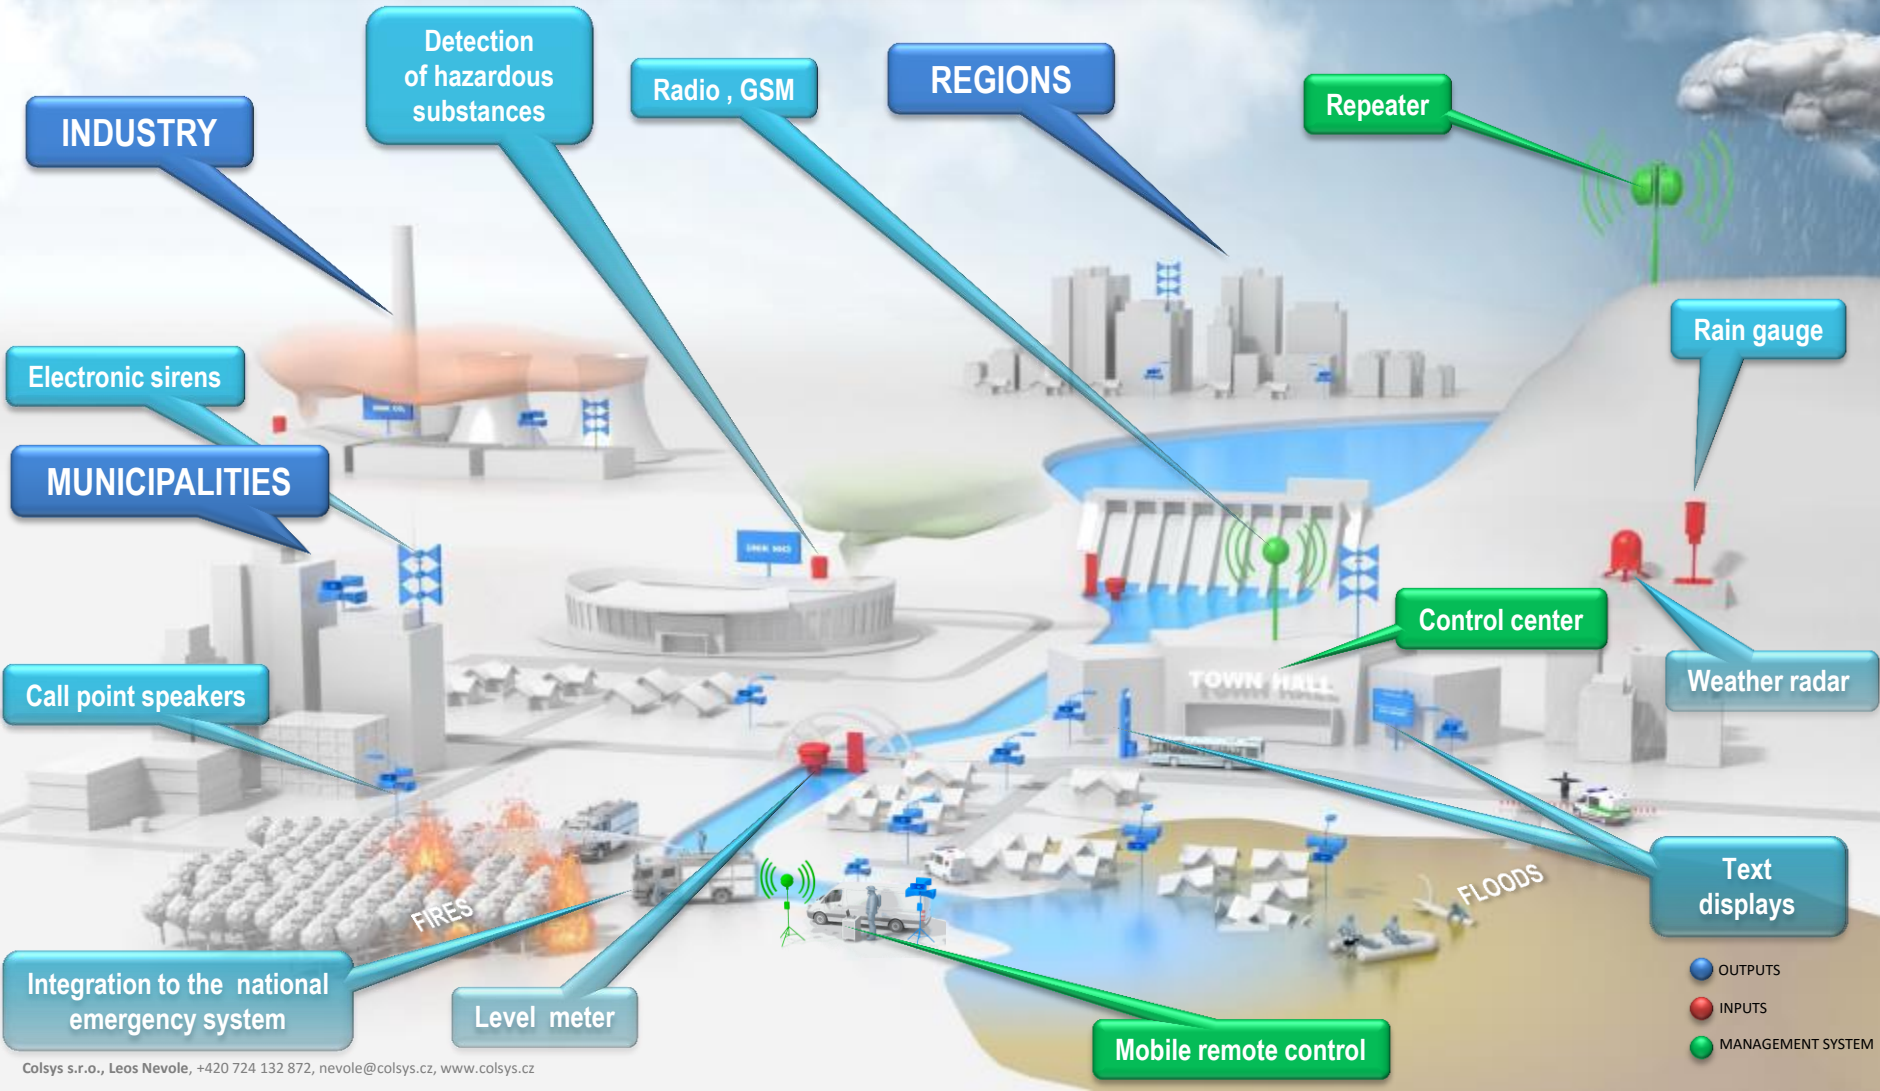 Detection
of hazardous
substances
Radio , GSM
REGIONS
Repeater
INDUSTRY
Rain gauge
Electronic sirens
MUNICIPALITIES
Control center
TOWN HALL
Call point speakers
Weather radar
Text
displays
FIRES
FLOODS
Integration to the  national
emergency system
Level  meter
Mobile remote control
OUTPUTS
INPUTS
MANAGEMENT SYSTEM
Colsys s.r.o., Leos Nevole, +420 724 132 872, nevole@colsys.cz, www.colsys.cz